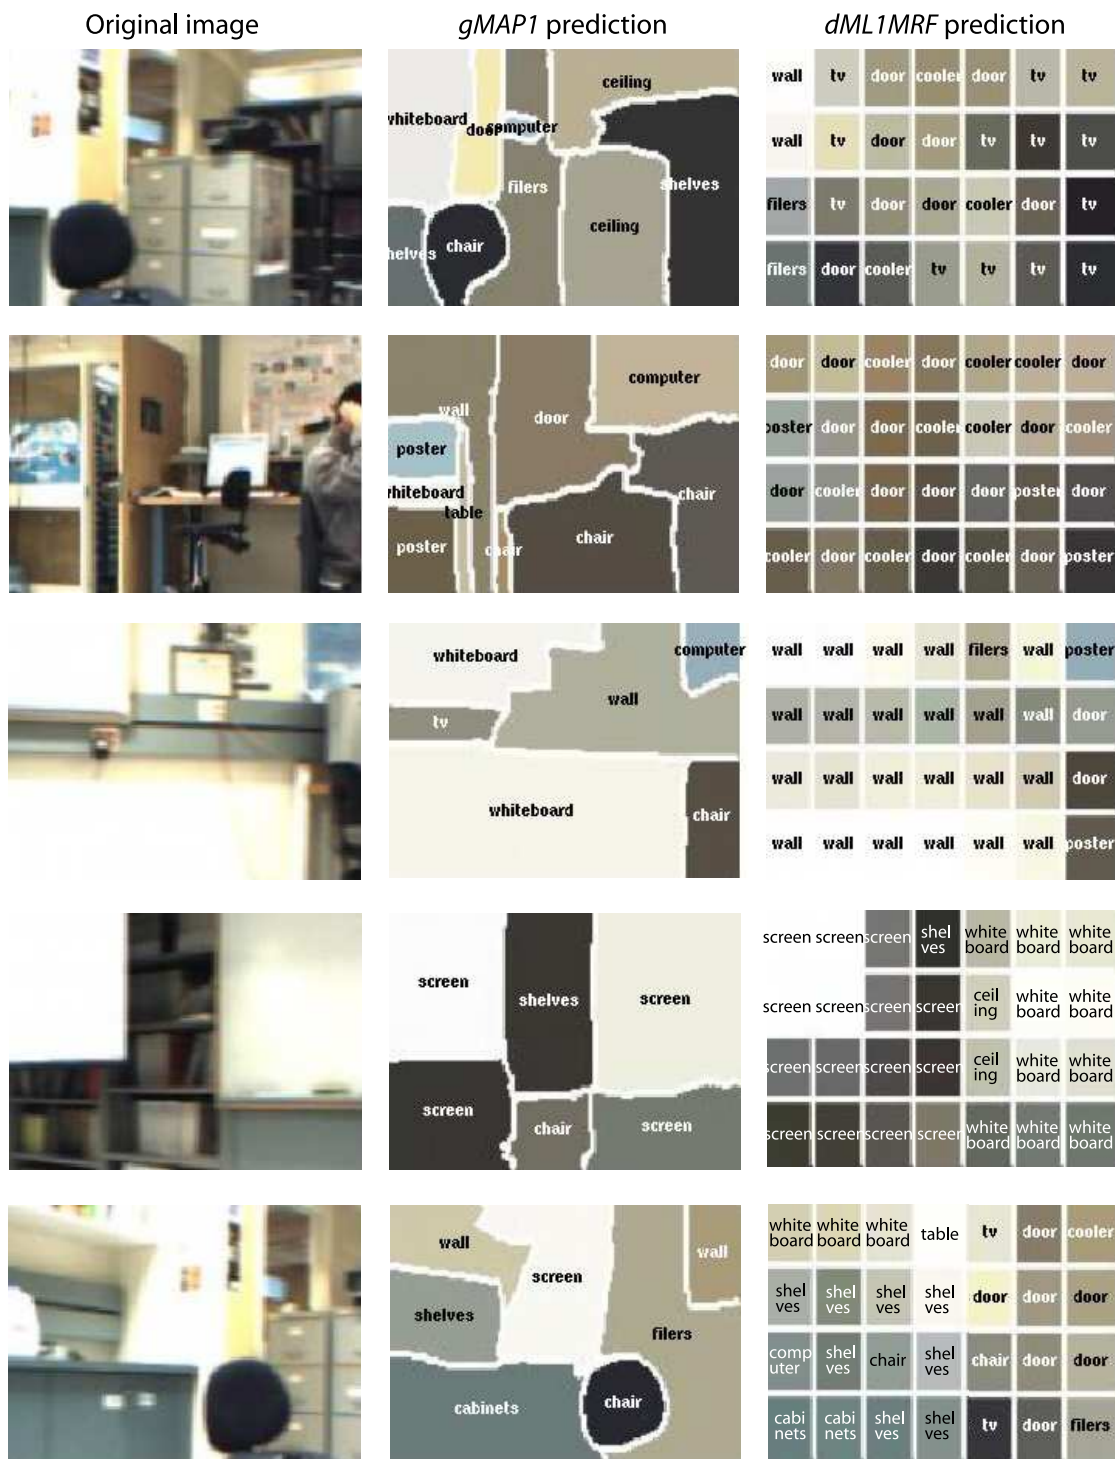 Original image
gMAP1 prediction
dML1MRF prediction
ceiling
whiteboard
door
computer
filers
shelves
ceiling
chair
helves
wall tv door cooler door tv tv
wall tv door door tv tv tv
filers tv door door cooler door tv
filers door cooler tv tv tv tv
computer
wall
door
poster
whiteboard
table
chair
poster
chair
chair
door door cooler door cooler cooler door
poster door door cooler cooler door cooler
door cooler door door door poster door
cooler door cooler door cooler door poster
whiteboard
computer
wall
tv
whiteboard
chair
wall wall wall wall filers wall poster
wall wall wall wall wall wall door
wall wall wall wall wall wall door
wall wall wall wall wall wall poster
screen
shelves
screen
screen
chair
screen
screen screen screen shel white white white
ves board board board
screen screen screen screen ceil white white
ing board board
screen screen screen screen ceil white white
ing board board
screen screen screen screen white white white
board board board
wall
screen
wall
shelves
filers
cabinets
chair
white white white table tv door cooler
board board board
shel shel shel shel door door door
ves ves ves ves
comp shel chair shel chair door door
uter ves ves
cabi cabi shel shel tv door filers
nets nets ves ves